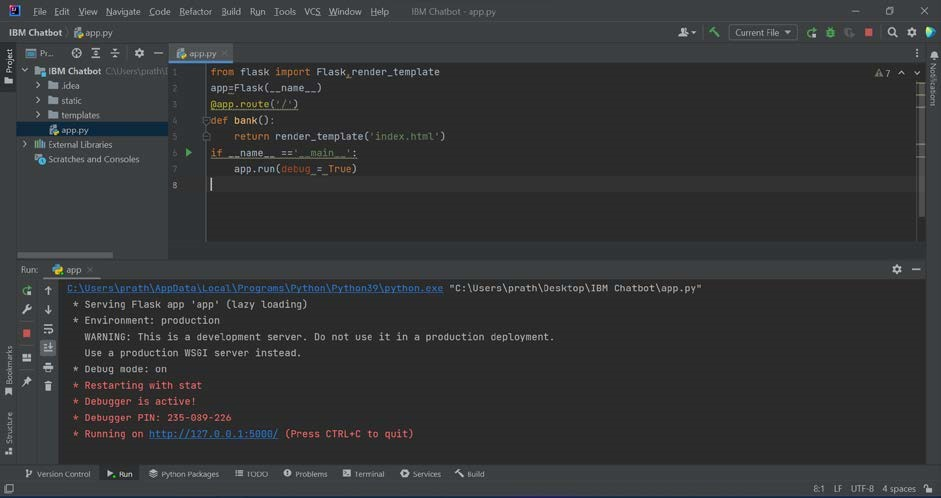 File Edit View Navigate Code Refactor Build Run Tools VCS Window Help IBM Chatbot - app.py
IBM Chatbot app.py Current File
Project
Pr...
app.py
IBM Chatbot C:\Users\prath\D
.idea
static
templates
app.py
External Libraries
Scratches and Consoles
1 from flask import Flask,render_template
2 app=Flask(__name__)
3 @app.route('/')
4 def bank():
5 return render_template('index.html')
6 if __name__ =='__main__':
7 app.run(debug = True)
8
7
Notifications
Run: app
C:\Users\prath\AppData\Local\Programs\Python\Python39\python.exe "C:\Users\prath\Desktop\IBM Chatbot\app.py"
* Serving Flask app 'app' (lazy loading)
* Environment: production
WARNING: This is a development server. Do not use it in a production deployment.
Use a production WSGI server instead.
* Debug mode: on
* Restarting with stat
* Debugger is active!
* Debugger PIN: 235-089-226
* Running on http://127.0.0.1:5000/ (Press CTRL+C to quit)
Bookmarks
Structure
Version Control Run Python Packages TODO Problems Terminal Services Build
8:1 LF UTF-8 4 spaces